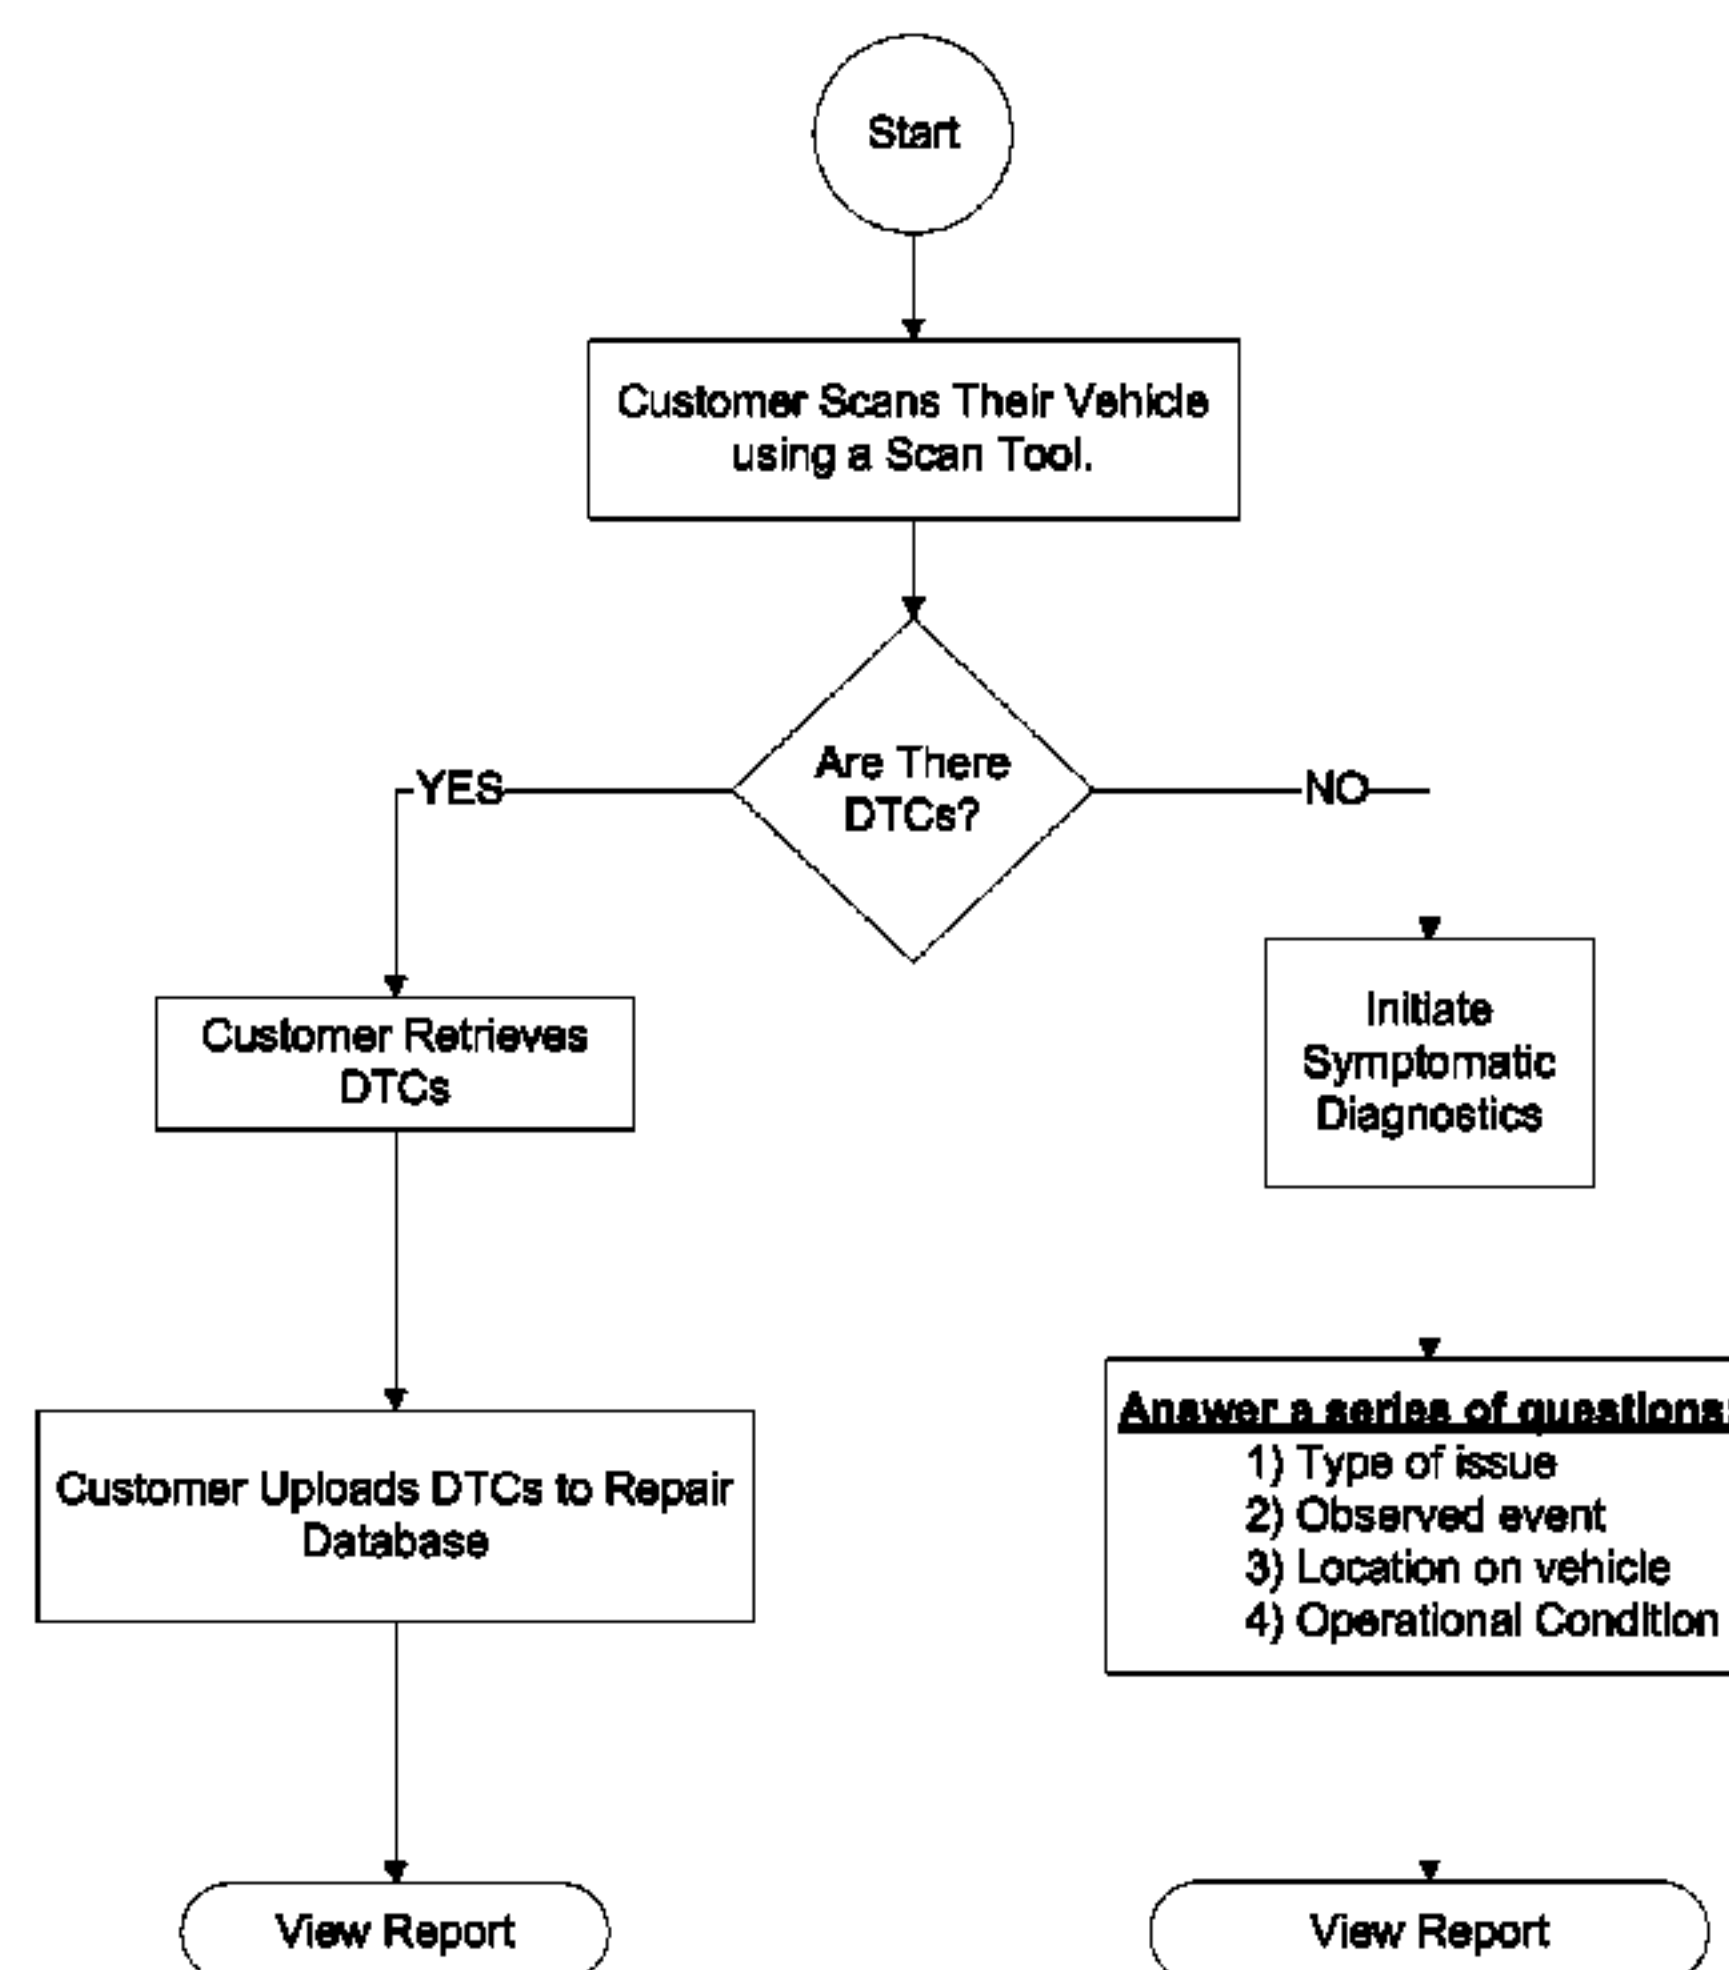 Start
Customer Scans Their Vehicle
using a Scan Tool.
Are There
DTCs?
YES
NO
Customer Retrieves
DTCs
Initiate
Symptomatic
Diagnostics
Customer Uploads DTCs to Repair
Database
Answer a series of questions:
1) Type of issue
2) Observed event
3) Location on vehicle
4) Operational Condition
View Report
View Report